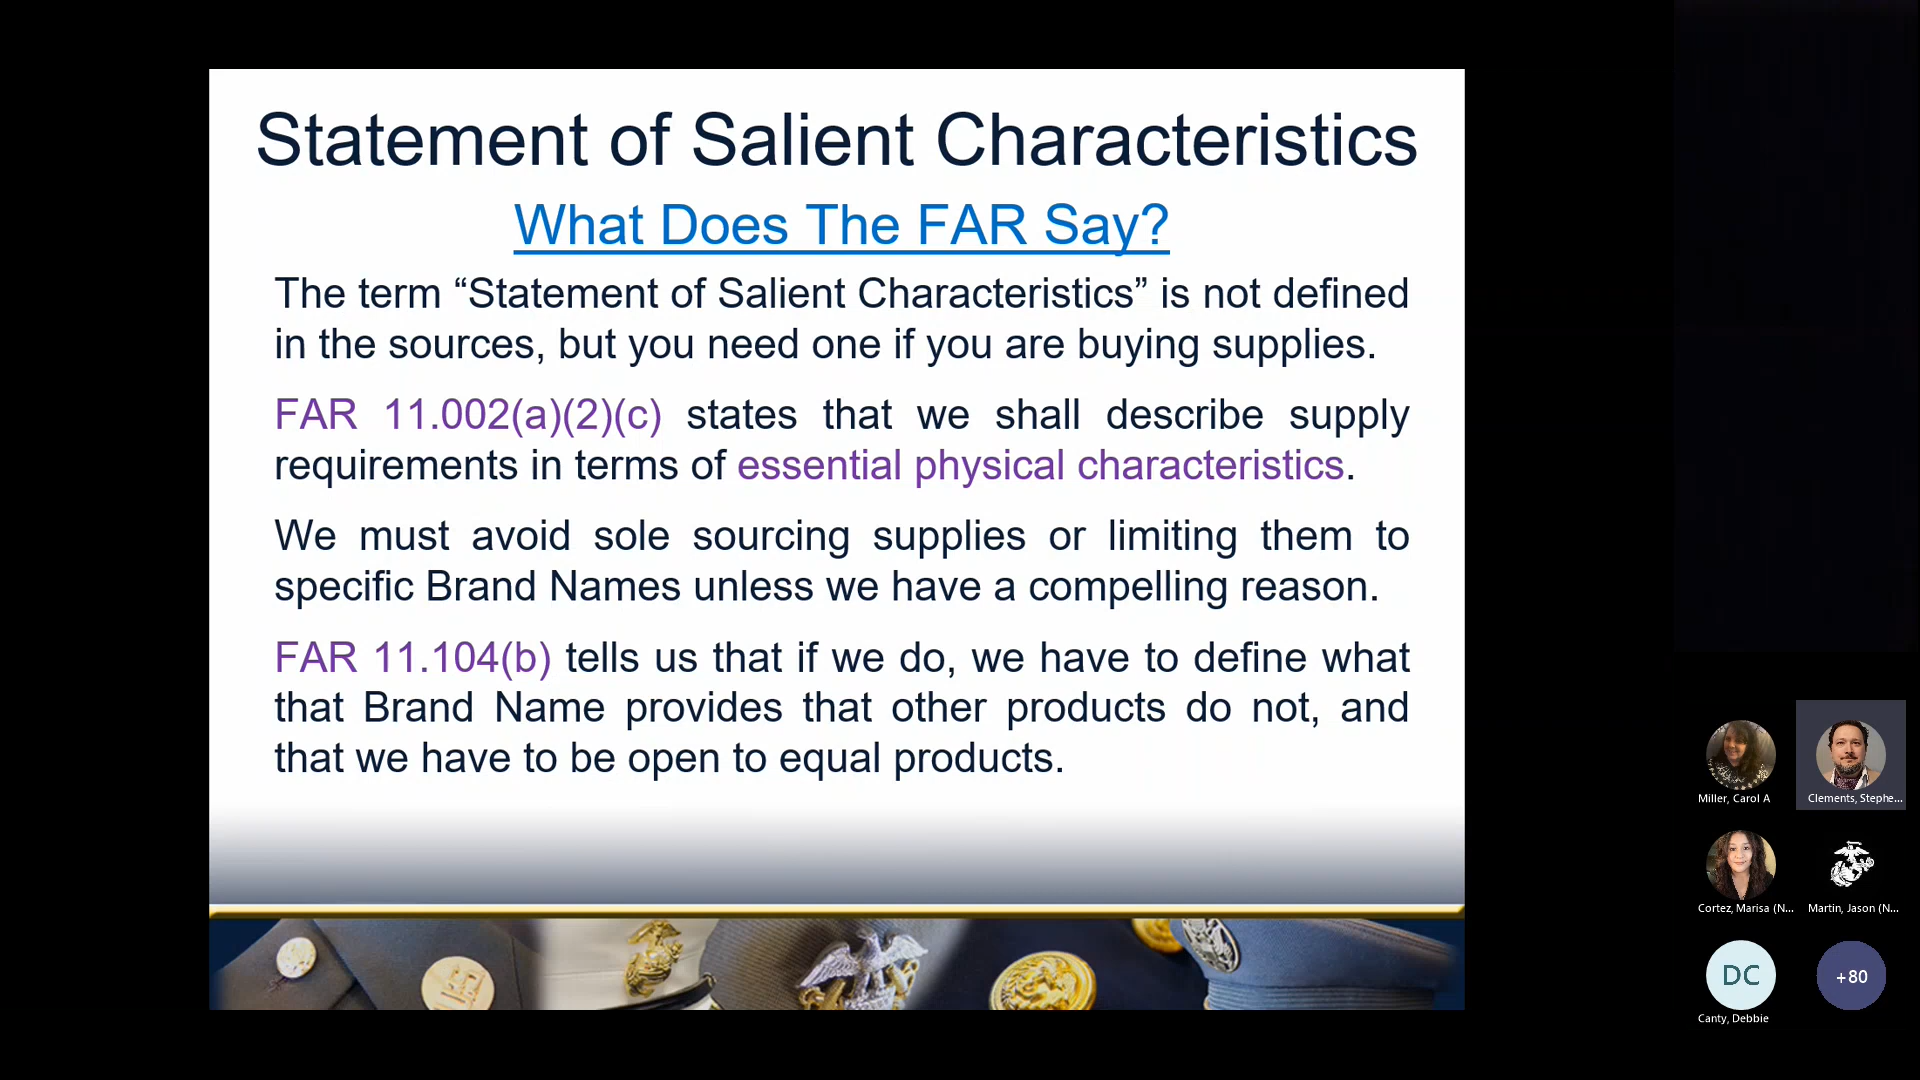 Statement of Salient Characteristics
What Does The FAR Say?
The term “Statement of Salient Characteristics” is not defined
in the sources, but you need one if you are buying supplies.
FAR 11.002(a)(2)(c) states that we shall describe supply
requirements in terms of essential physical characteristics.
We must avoid sole sourcing supplies or limiting them to
specific Brand Names unless we have a compelling reason.
FAR 11.104(b) tells us that if we do, we have to define what
that Brand Name provides that other products do not, and
that we have to be open to equal products.
Miller, Carol A
Clements, Stephe...
Cortez, Marisa (N...
Martin, Jason (N...
DC
Canty, Debbie
+80